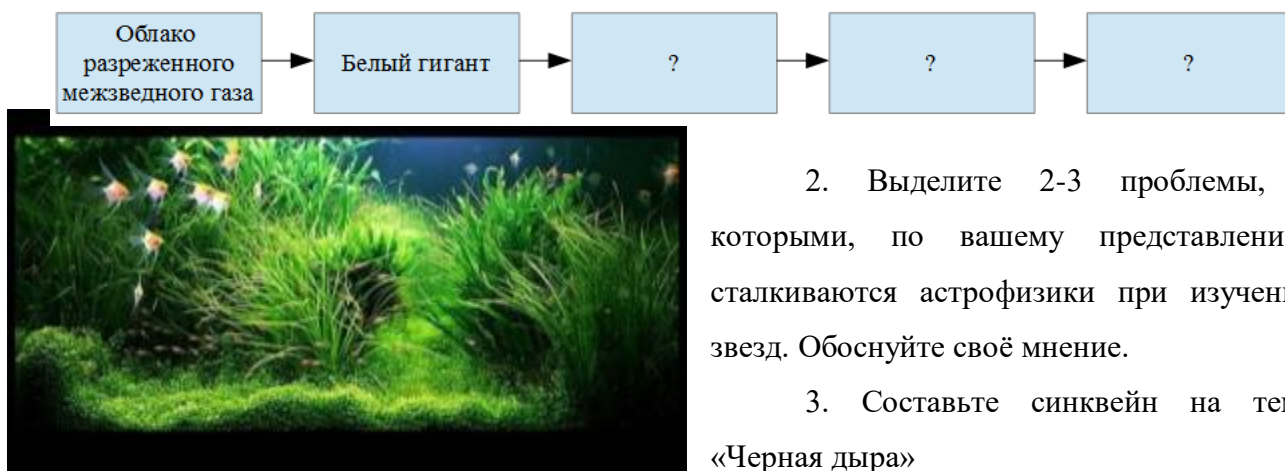 Облако
разреженного
межзведного газа
Белый гигант
?
?
?
2. Выделите 2-3 проблемы,
которыми, по вашему представлени
сталкиваются астрофизики при изучени
звезд. Обоснуйте своё мнение.
3. Составьте синквейн на те
«Черная дыра»